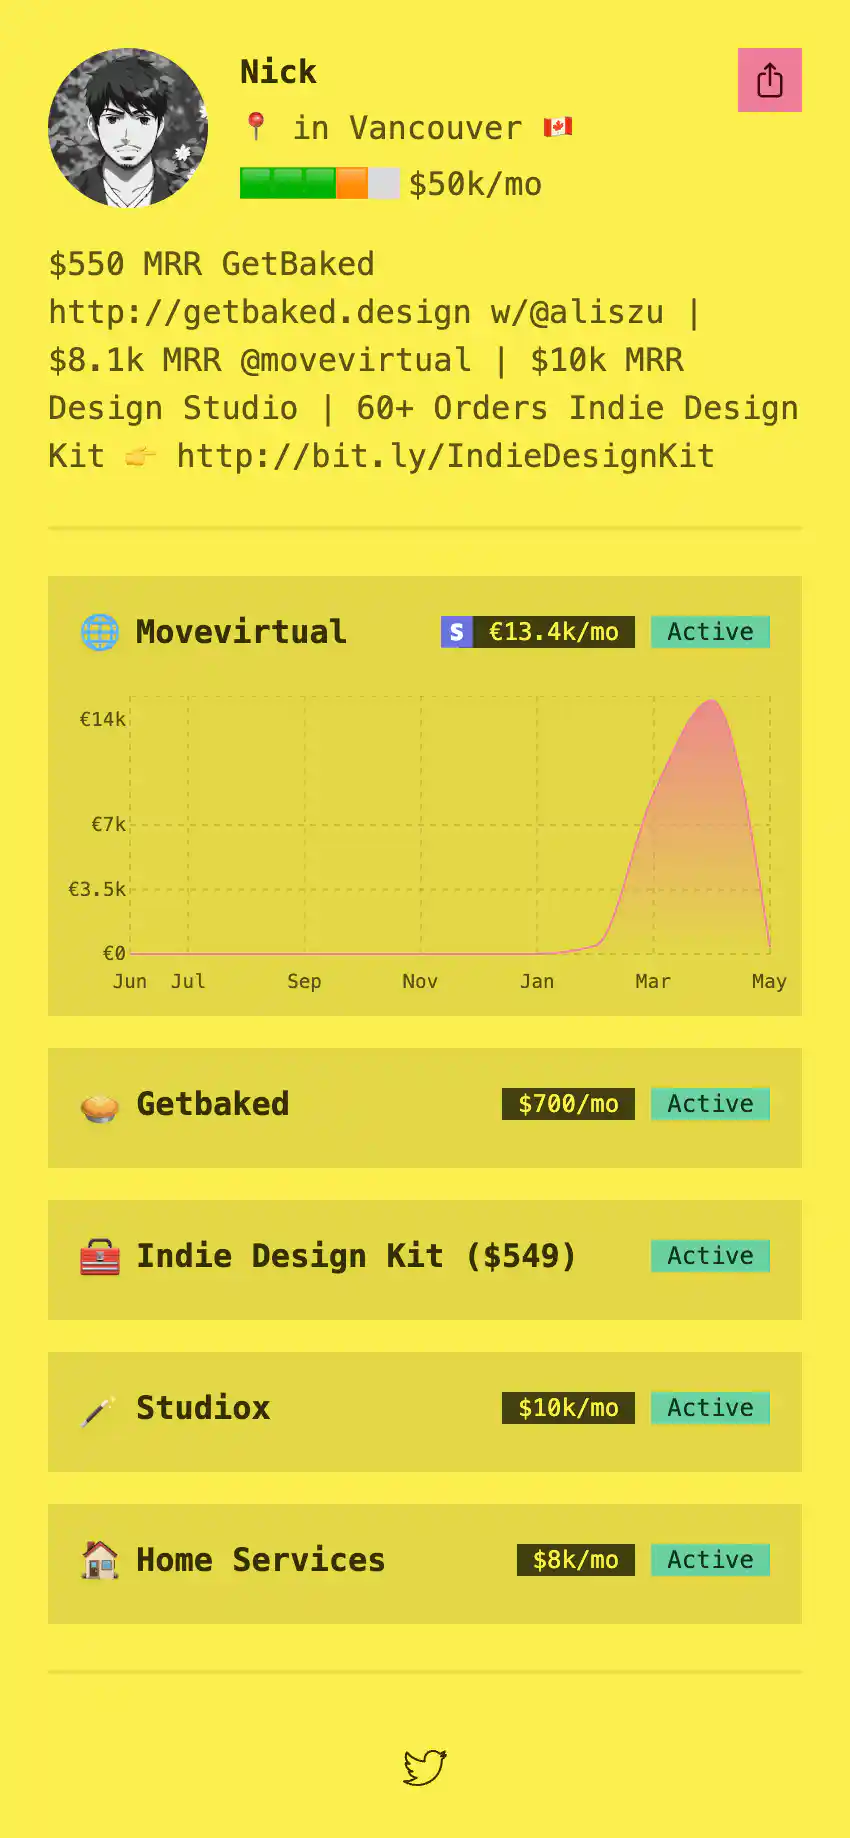 Nick
📍 in Vancouver 🇨🇦
$50k/mo
$550 MRR GetBaked
http://getbaked.design w/@aliszu |
$8.1k MRR @movevirtual | $10k MRR
Design Studio | 60+ Orders Indie Design
Kit 👉 http://bit.ly/IndieDesignKit
🌐 Movevirtual S €13.4k/mo Active
€14k
€7k
€3.5k
€0
Jun Jul Sep Nov Jan Mar May
🥧 Getbaked $700/mo Active
🧰 Indie Design Kit ($549) Active
🪄 Studiox $10k/mo Active
🏠 Home Services $8k/mo Active